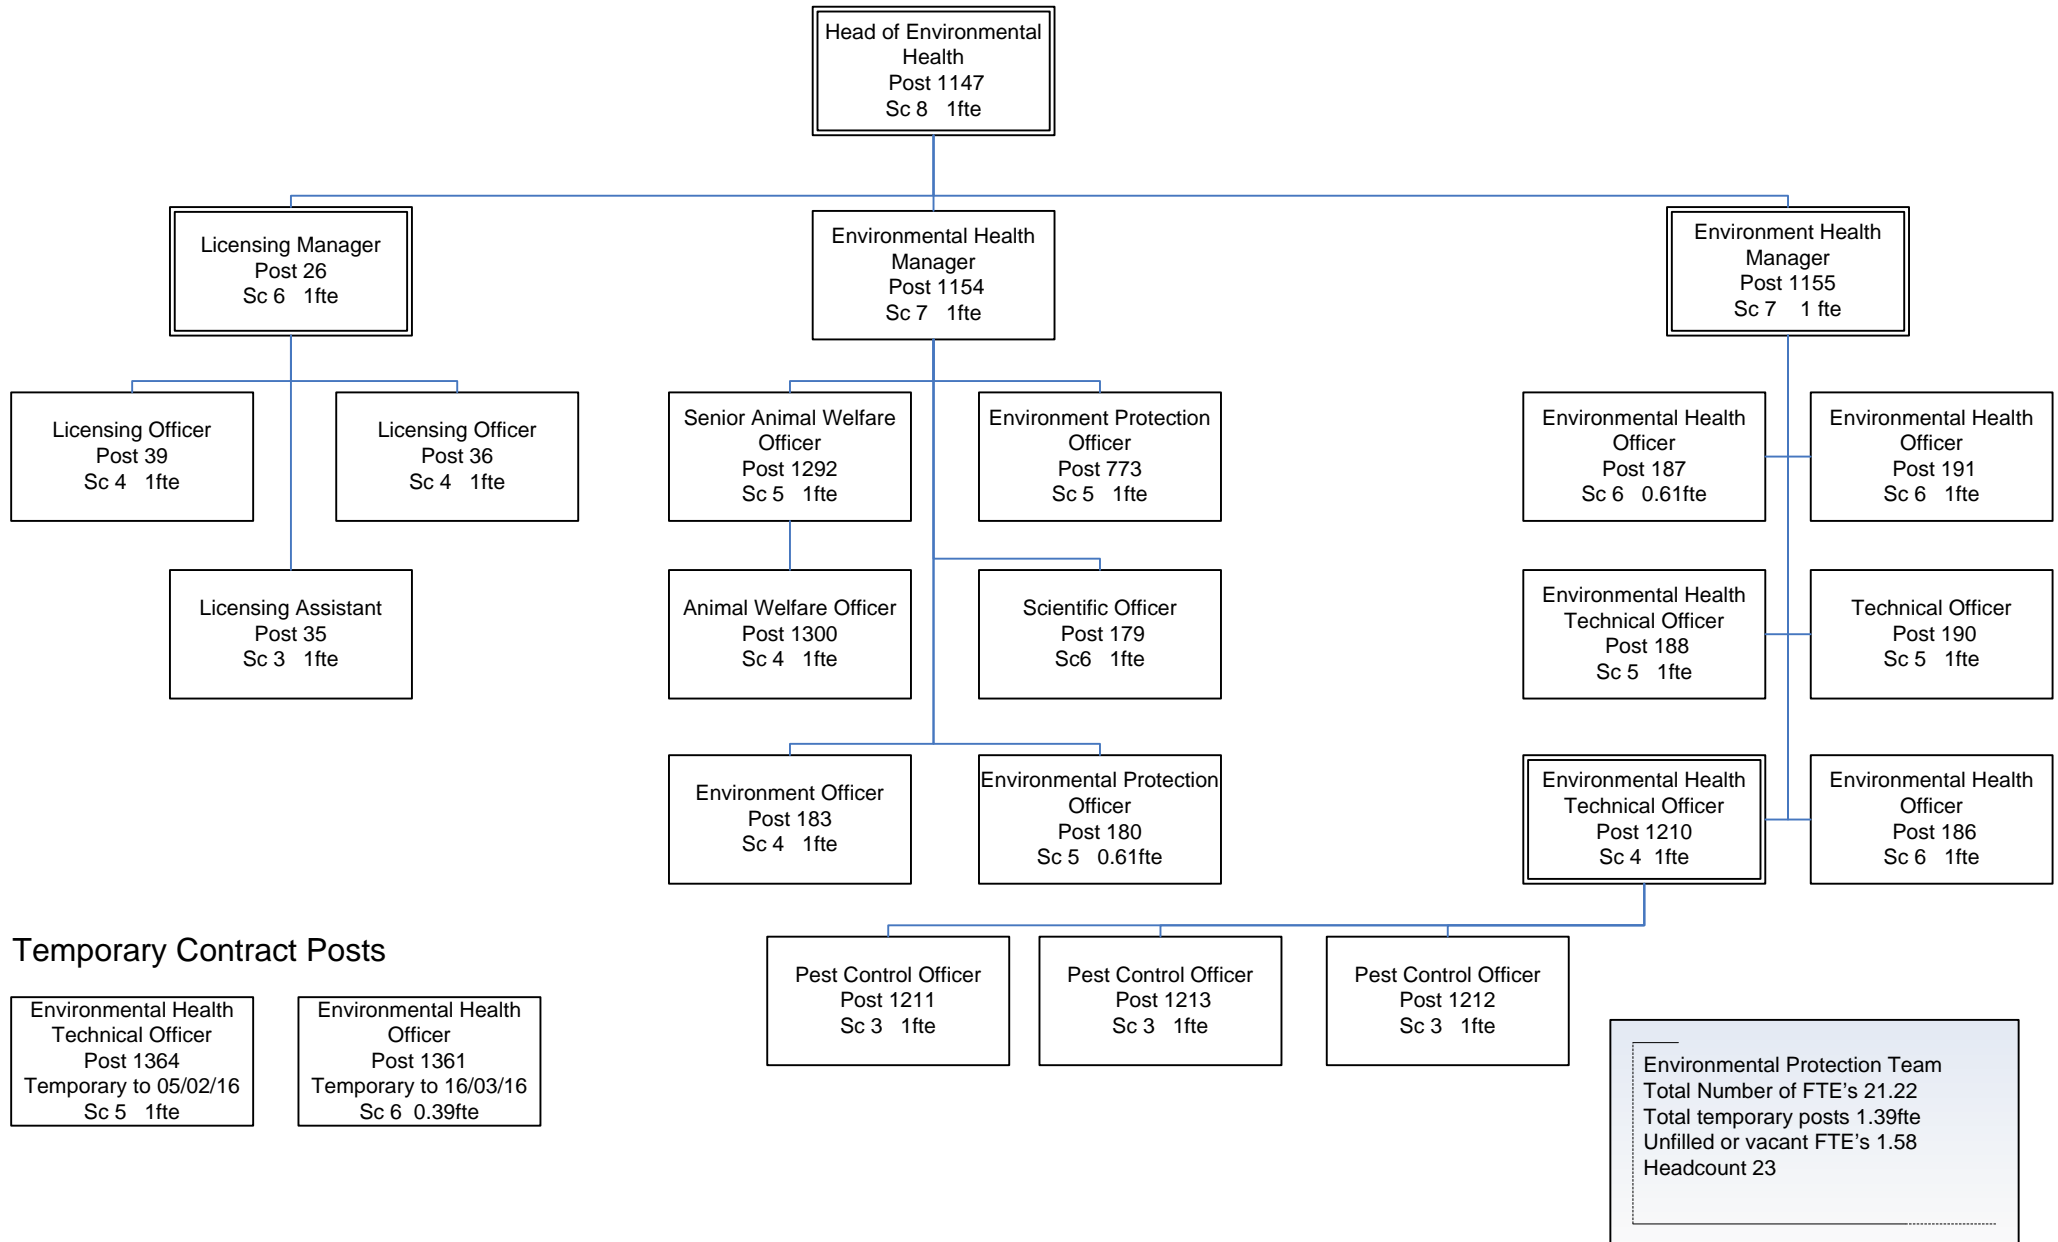 Head of Environmental
Health
Post 1147
Sc 8 1fte
Licensing Manager
Post 26
Sc 6 1fte
Environmental Health
Manager
Post 1154
Sc 7 1fte
Environment Health
Manager
Post 1155
Sc 7 1 fte
Licensing Officer
Post 39
Sc 4 1fte
Licensing Officer
Post 36
Sc 4 1fte
Senior Animal Welfare
Officer
Post 1292
Sc 5 1fte
Environment Protection
Officer
Post 773
Sc 5 1fte
Environmental Health
Officer
Post 187
Sc 6 0.61fte
Environmental Health
Officer
Post 191
Sc 6 1fte
Licensing Assistant
Post 35
Sc 3 1fte
Animal Welfare Officer
Post 1300
Sc 4 1fte
Scientific Officer
Post 179
Sc6 1fte
Environmental Health
Technical Officer
Post 188
Sc 5 1fte
Technical Officer
Post 190
Sc 5 1fte
Environment Officer
Post 183
Sc 4 1fte
Environmental Protection
Officer
Post 180
Sc 5 0.61fte
Environmental Health
Technical Officer
Post 1210
Sc 4 1fte
Environmental Health
Officer
Post 186
Sc 6 1fte
Pest Control Officer
Post 1211
Sc 3 1fte
Pest Control Officer
Post 1213
Sc 3 1fte
Pest Control Officer
Post 1212
Sc 3 1fte
Temporary Contract Posts
Environmental Health
Technical Officer
Post 1364
Temporary to 05/02/16
Sc 5 1fte
Environmental Health
Officer
Post 1361
Temporary to 16/03/16
Sc 6 0.39fte
Environmental Protection Team
Total Number of FTE's 21.22
Total temporary posts 1.39fte
Unfilled or vacant FTE's 1.58
Headcount 23